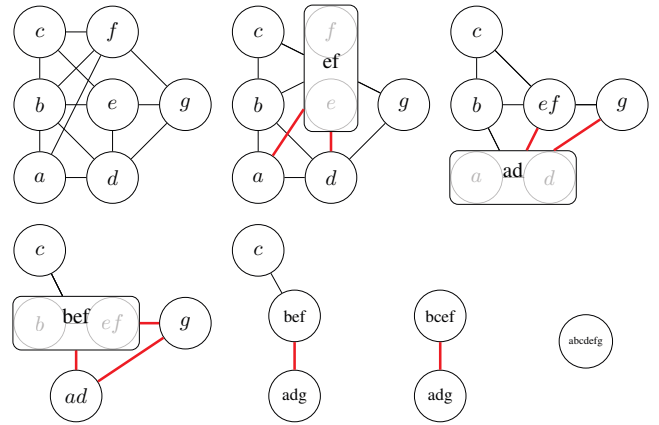 c f
b e g
a d
c f
ef
b e g
a d
c
b ef g
a ad d
c
b bef ef g
ad
c
bef
adg
bcef
adg
abcdefg